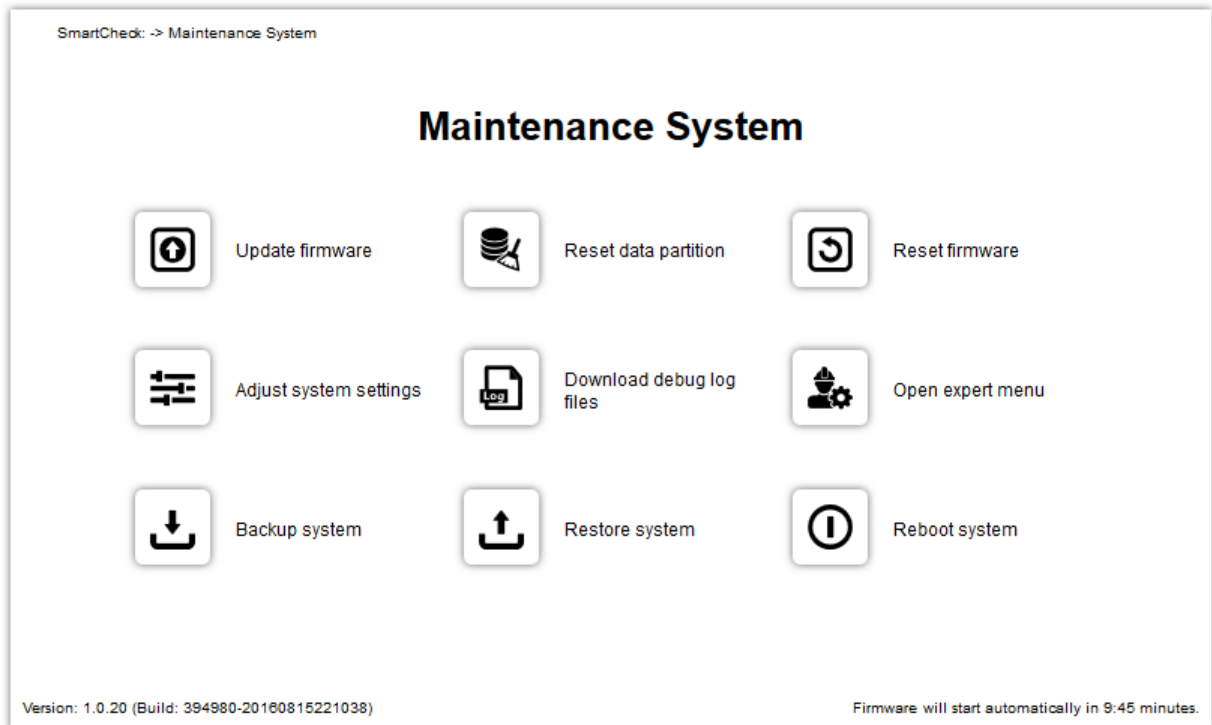 SmartCheck: -> Maintenance System
Maintenance System
Update firmware
Reset data partition
Reset firmware
Adjust system settings
Download debug log
files
Log
Open expert menu
Backup system
Restore system
Reboot system
Version: 1.0.20 (Build: 394980-20160815221038)
Firmware will start automatically in 9:45 minutes.